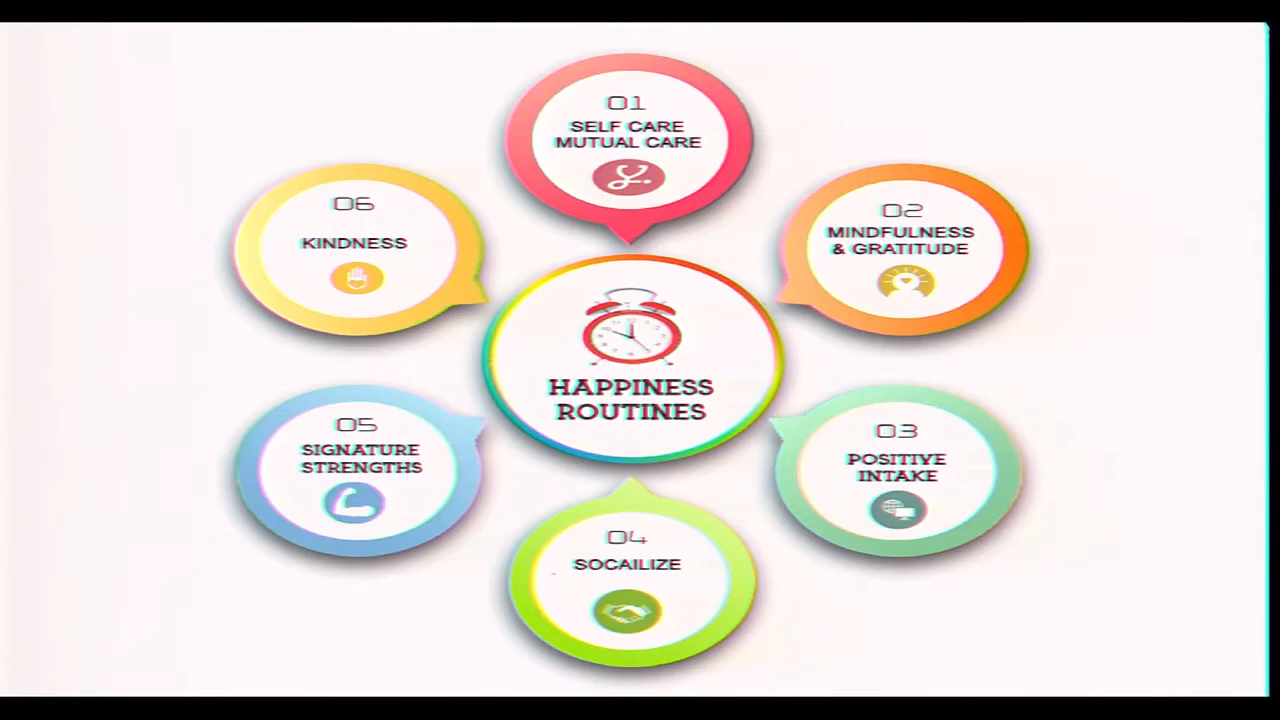 01
SELF CARE
MUTUAL CARE
02
MINDFULNESS
& GRATITUDE
03
POSITIVE
INTAKE
04
SOCAILIZE
05
SIGNATURE
STRENGTHS
06
KINDNESS
HAPPINESS
ROUTINES